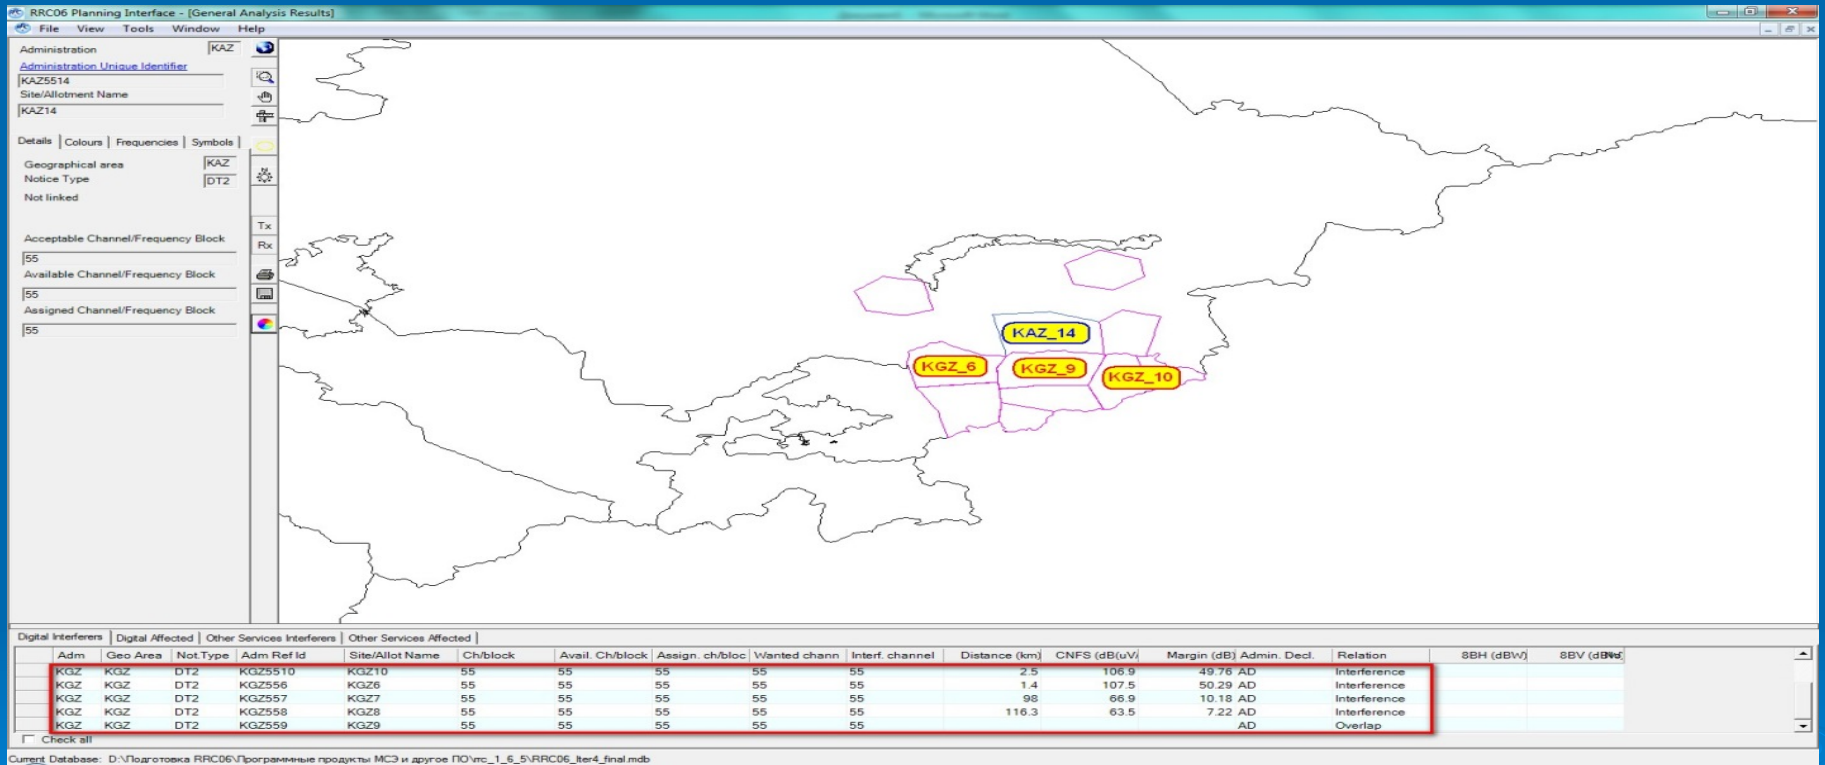 RRC06 Planning Interface - [General Analysis Results]
File View Tools Window Help
Administration KAZ
Administration Unique Identifier
KAZ5514
Site/Allotment Name
KAZ14
Details Colours Frequencies Symbols
Geographical area KAZ
Notice Type DT2
Not linked
Acceptable Channel/Frequency Block
55
Available Channel/Frequency Block
55
Assigned Channel/Frequency Block
55
Tx
Rx
KAZ_14
KGZ_6 KGZ_9 KGZ_10
Digital Interferers Digital Affected Other Services Interferers Other Services Affected
Adm Geo Area Not.Type Adm Ref Id Site/Allot Name Ch/block Avail. Ch/block Assign. ch/bloc Wanted chann Interf. channel Distance (km) CNFS (dB(uV/ Margin (dB) Admin. Decl. Relation 8BH (dBW) 8BV
KGZ KGZ DT2 KGZ5510 KGZ10 55 55 55 55 55 2.5 106.9 49.76 AD Interference
KGZ KGZ DT2 KGZ556 KGZ6 55 55 55 55 55 1.4 107.5 50.29 AD Interference
KGZ KGZ DT2 KGZ557 KGZ7 55 55 55 55 55 98 66.9 10.18 AD Interference
KGZ KGZ DT2 KGZ558 KGZ8 55 55 55 55 55 116.3 63.5 7.22 AD Interference
KGZ KGZ DT2 KGZ559 KGZ9 55 55 55 55 55 AD Overlap
Check all
Current Database: D:\Подготовка RRC06\Программные продукты МСЭ и другое ПО\rrc_1_6_5\RRC06_Iter4_final.mdb